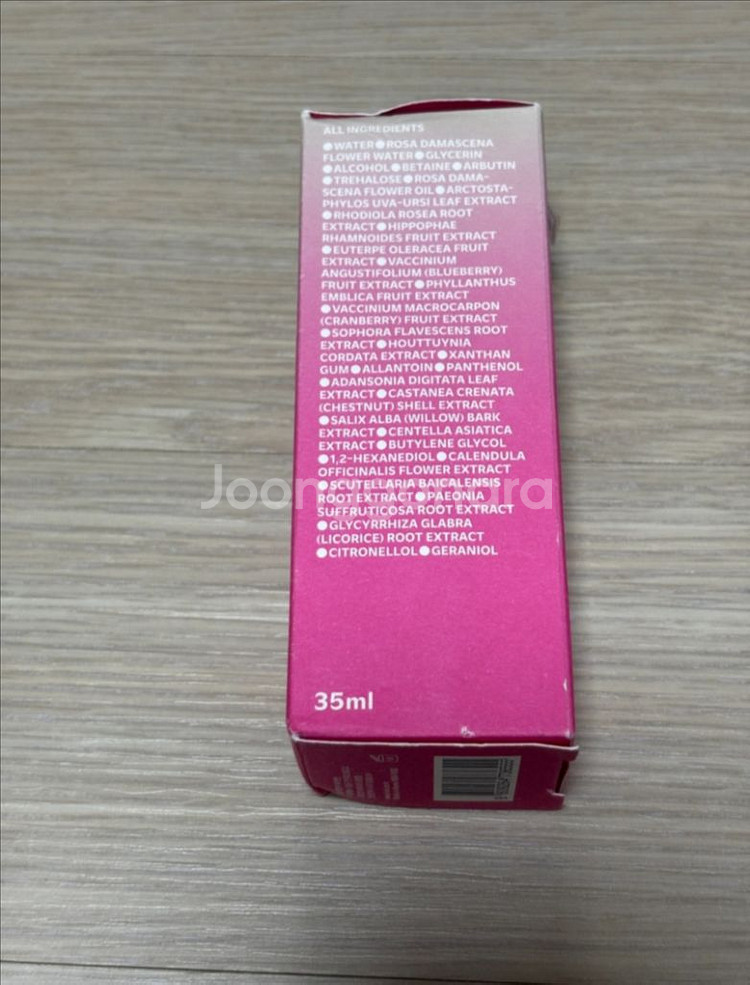 ALL INGREDIENTS
●WATER●ROSA DAMASCENA
FLOWER WATER●GLYCERIN
●ALCOHOL●BETAINE●ARBUTIN
●TREHALOSE●ROSA DAMA-
SCENA FLOWER OIL●ARCTOSTA-
PHYLOS UVA-URSI LEAF EXTRACT
●RHODIOLA ROSEA ROOT
EXTRACT●HIPPOPHAE
RHAMNOIDES FRUIT EXTRACT
●EUTERPE OLERACEA FRUIT
EXTRACT●VACCINIUM
ANGUSTIFOLIUM (BLUEBERRY)
FRUIT EXTRACT●PHYLLANTHUS
EMBLICA FRUIT EXTRACT
●VACCINIUM MACROCARPON
(CRANBERRY) FRUIT EXTRACT
●SOPHORA FLAVESCENS ROOT
EXTRACT●HOUTTUYNIA
CORDATA EXTRACT●XANTHAN
GUM●ALLANTOIN●PANTHENOL
●ADANSONIA DIGITATA LEAF
EXTRACT●CASTANEA CRENATA
(CHESTNUT) SHELL EXTRACT
●SALIX ALBA (WILLOW) BARK
EXTRACT●CENTELLA ASIATICA
EXTRACT●BUTYLENE GLYCOL
●1,2-HEXANEDIOL●CALENDULA
OFFICINALIS FLOWER EXTRACT
●SCUTELLARIA BAICALENSIS
ROOT EXTRACT●PAEONIA
SUFFRUTICOSA ROOT EXTRACT
●GLYCYRRHIZA GLABRA
(LICORICE) ROOT EXTRACT
●CITRONELLOL●GERANIOL
35ml